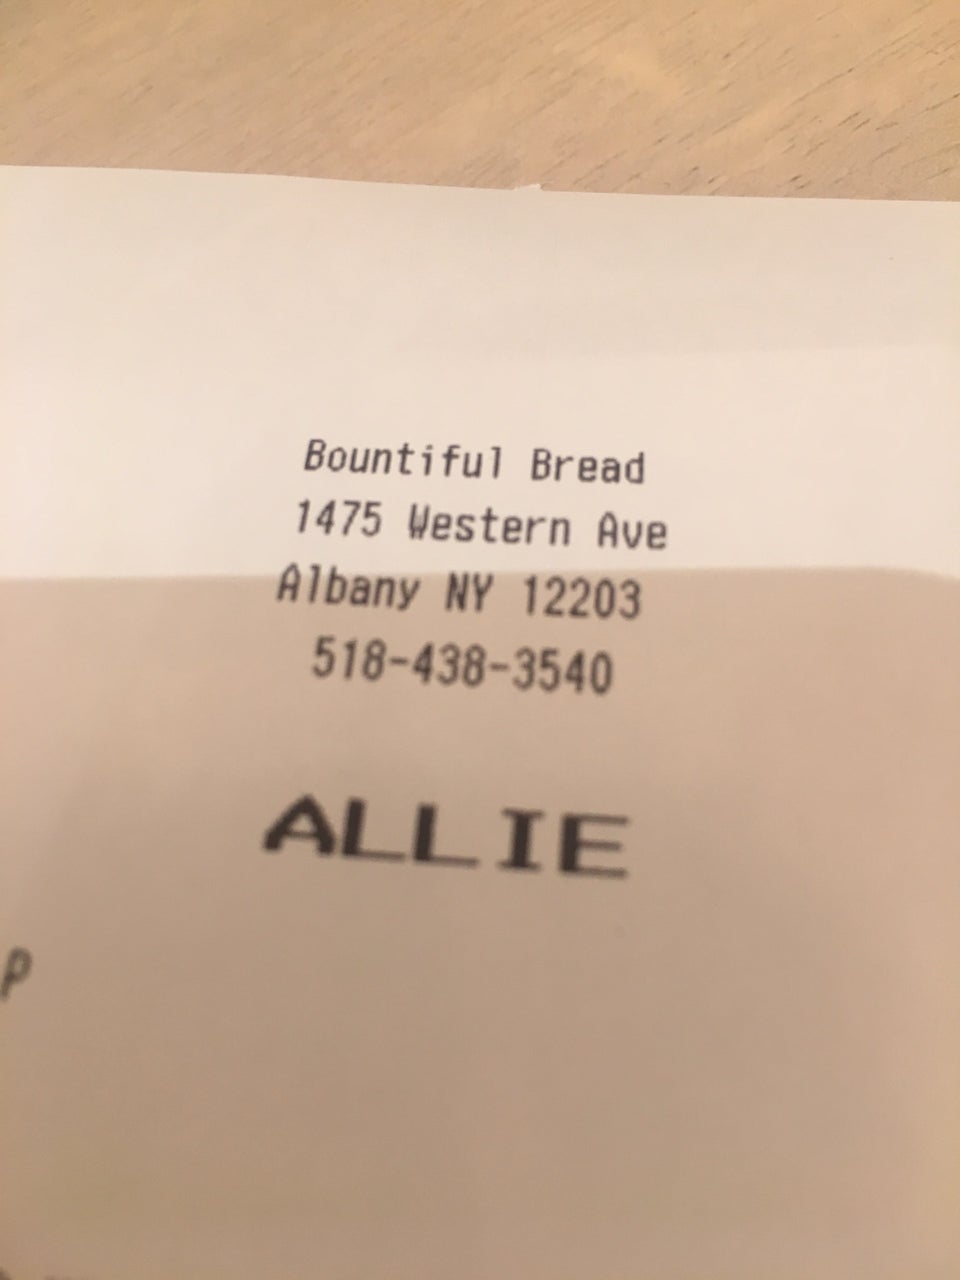 Bountiful Bread
1475 Western Ave
Albany NY 12203
518-438-3540
ALLIE
P